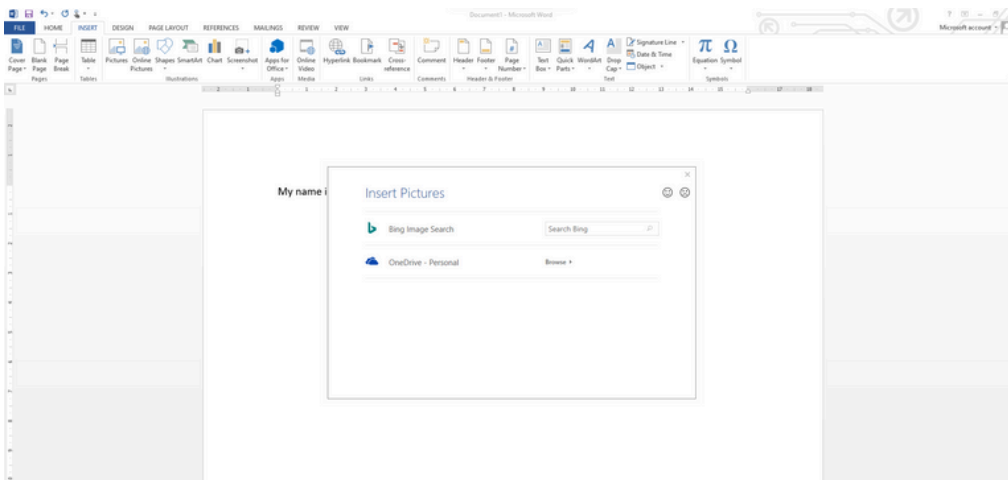 Document1 - Microsoft Word
Microsoft account
FILE HOME INSERT DESIGN PAGE LAYOUT REFERENCES MAILINGS REVIEW VIEW
Cover Page
Blank Page
Page Break
Table
Pictures
Online Pictures
Shapes
SmartArt
Chart
Screenshot
Apps for Office
Online Video
Hyperlink
Bookmark
Cross-reference
Comment
Header
Footer
Page Number
Text Box
Quick Parts
WordArt
Drop Cap
Signature Line
Date & Time
Object
Equation
Symbol
Pages Tables Illustrations Apps Media Links Comments Header & Footer Text Symbols
My name i
Insert Pictures
Bing Image Search
Search Bing
OneDrive - Personal
Browse